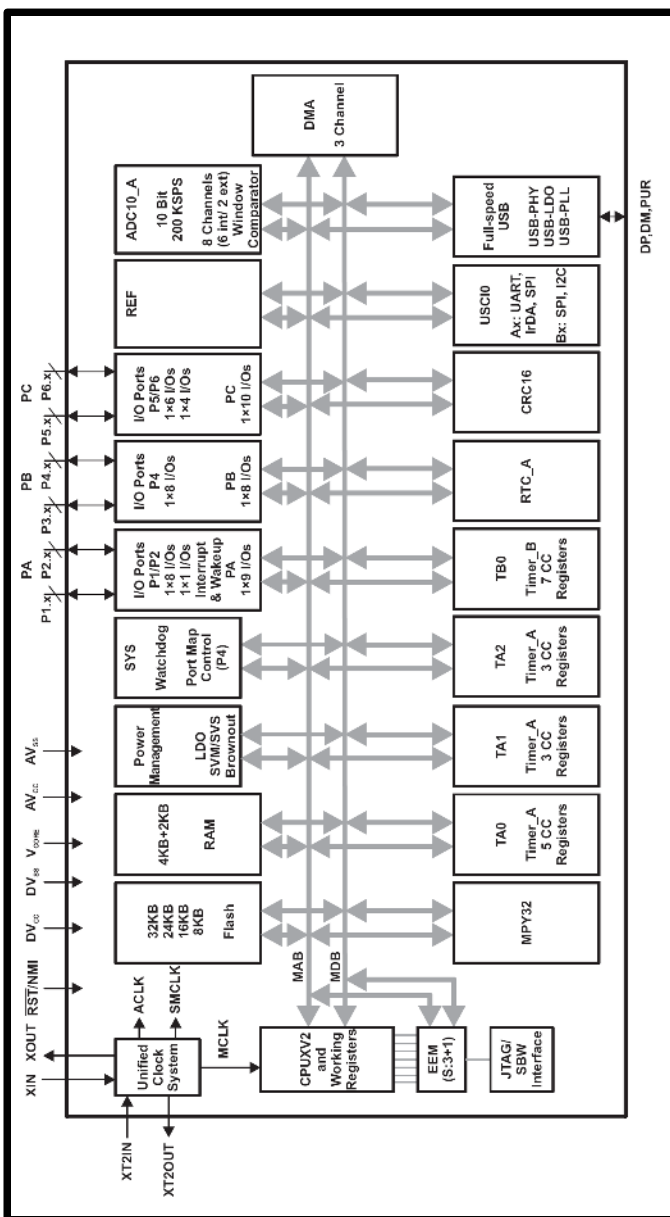 PA
PB
PC
XIN
XOUT
RST/NMI
DVCC
DVSS
VCORE
AVCC
AVSS
P1.x
P2.x
P3.x
P4.x
P5.x
P6.x
XT2IN
XT2OUT
Unified
Clock
System
ACLK
SMCLK
MCLK
32KB
24KB
16KB
8KB
Flash
4KB+2KB
RAM
Power
Management
LDO
SVM/SVS
Brownout
SYS
Watchdog
Port Map
Control
(P4)
I/O Ports
P1/P2
1×8 I/Os
1×1 I/Os
Interrupt
& Wakeup
PA
1×9 I/Os
I/O Ports
P4
1×8 I/Os
PB
1×8 I/Os
I/O Ports
P5/P6
1×6 I/Os
1×4 I/Os
PC
1×10 I/Os
REF
ADC10_A
10 Bit
200 KSPS
8 Channels
(6 int/ 2 ext)
Window
Comparator
DMA
3 Channel
CPUXV2
and
Working
Registers
MAB
MDB
EEM
(S:3+1)
JTAG/
SBW
Interface
MPY32
TA0
Timer_A
5 CC
Registers
TA1
Timer_A
3 CC
Registers
TA2
Timer_A
3 CC
Registers
TB0
Timer_B
7 CC
Registers
RTC_A
CRC16
USCI0
Ax: UART,
IrDA, SPI
Bx: SPI, I2C
Full-speed
USB
USB-PHY
USB-LDO
USB-PLL
DP,DM,PUR